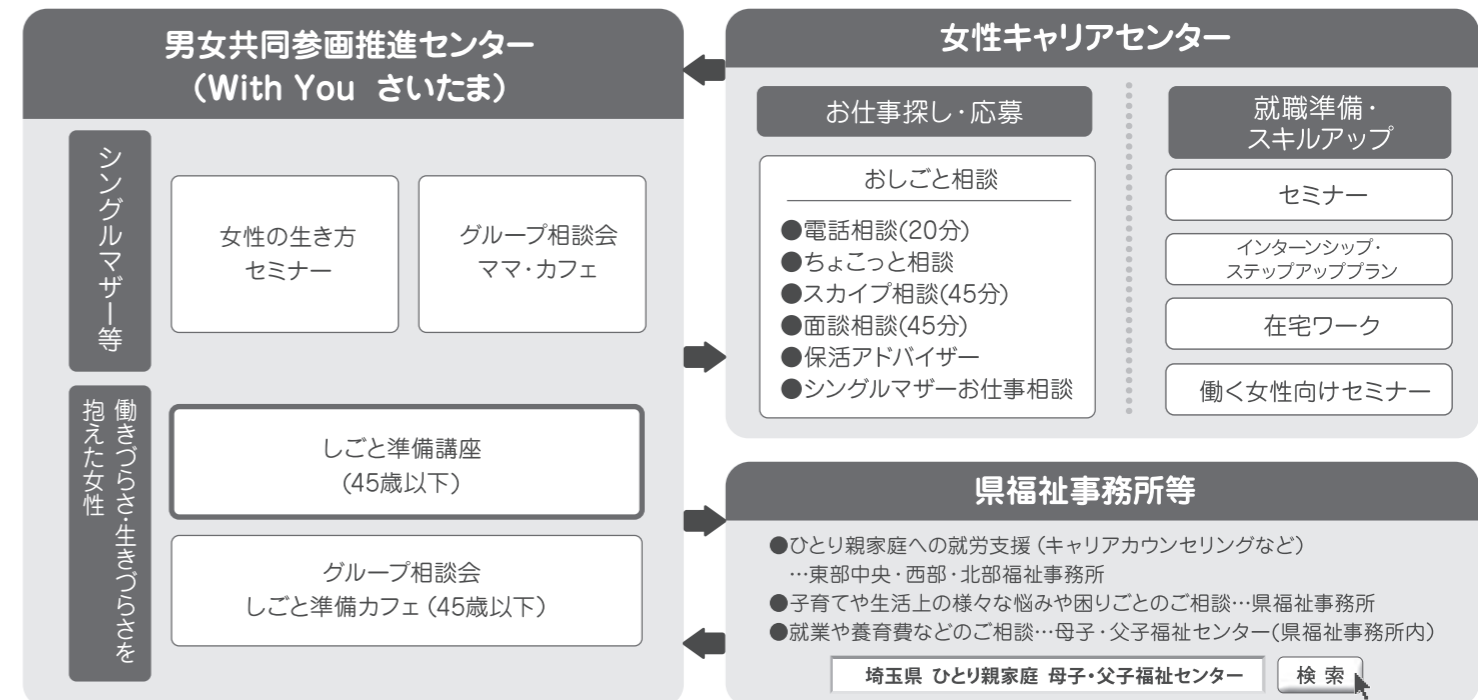 男女共同参画推進センター
（With You さいたま）
シングルマザー等
女性の生き方
セミナー
グループ相談会
ママ・カフェ
働きづらさ・生きづらさを
抱えた女性
しごと準備講座
(45歳以下)
グループ相談会
しごと準備カフェ（45歳以下）
女性キャリアセンター
お仕事探し・応募
おしごと相談
●電話相談(20分)
●ちょこっと相談
●スカイプ相談(45分)
●面談相談(45分)
●保活アドバイザー
●シングルマザーお仕事相談
就職準備・
スキルアップ
セミナー
インターンシップ・
ステップアッププラン
在宅ワーク
働く女性向けセミナー
県福祉事務所等
●ひとり親家庭への就労支援（キャリアカウンセリングなど）
…東部中央・西部・北部福祉事務所
●子育てや生活上の様々な悩みや困りごとのご相談…県福祉事務所
●就業や養育費などのご相談…母子・父子福祉センター(県福祉事務所内)
埼玉県 ひとり親家庭 母子・父子福祉センター
検 索